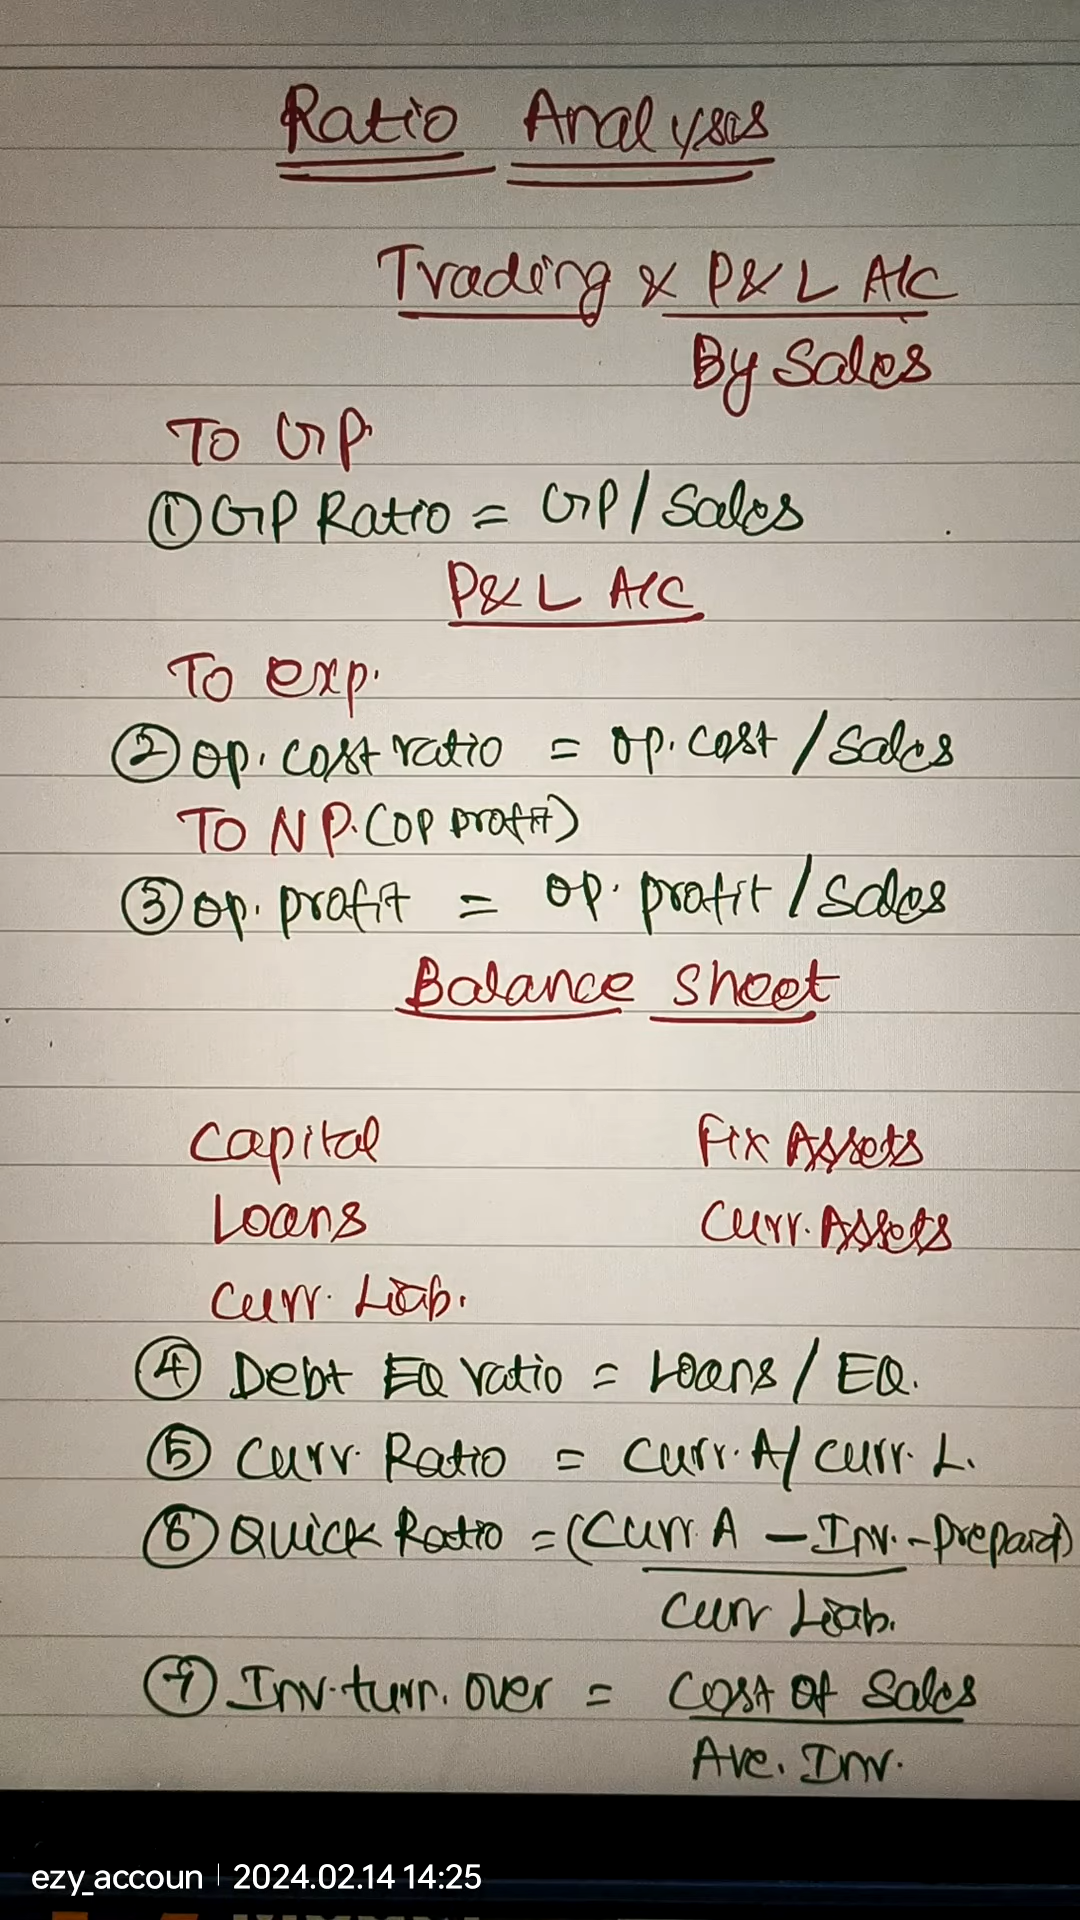 Ratio Analysis
Trading & P&L A/C
By Sales
To GP.
① GP Ratio = GP / Sales
P&L A/C
To exp.
② op. cost ratio = op. cost / Sales
To N P. (op profit)
③ op. profit = op. profit / Sales
Balance Sheet
Capital Fix Assets
Loans Curr. Assets
Curr. Liab.
④ Debt EQ ratio = Loans / EQ.
⑤ Curr. Ratio = Curr. A / Curr. L.
⑥ Quick Ratio = (Curr A – Inv. - Prepaid)
Curr Liab.
⑦ Inv. turn. over = Cost of Sales
Ave. Inv.
ezy_accoun | 2024.02.14 14:25